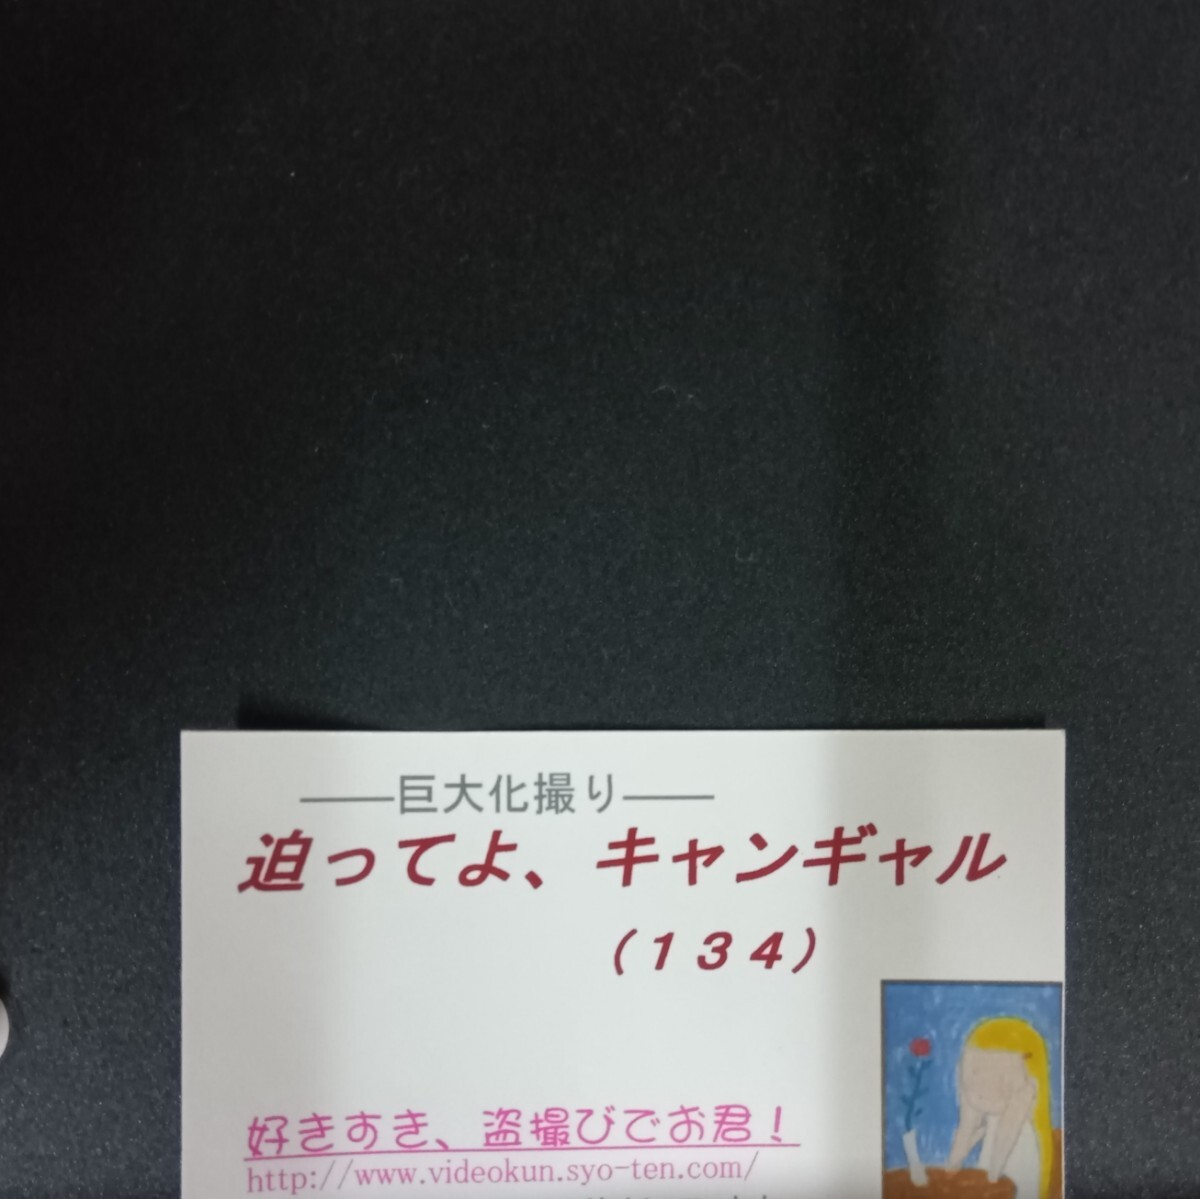 ――巨大化撮り――
迫ってよ、キャンギャル
（１３４）
好きすき、盗撮びでお君！
http://www.videokun.syo-ten.com/